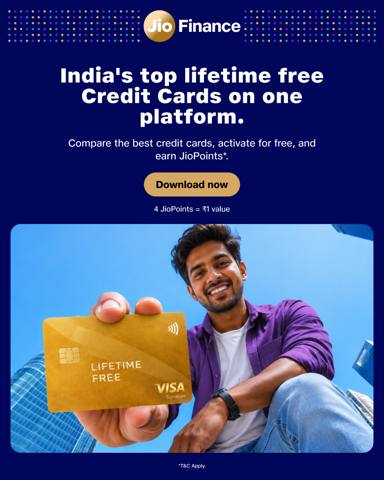 Jio Finance
India's top lifetime free
Credit Cards on one
platform.
Compare the best credit cards, activate for free, and
earn JioPoints*.
Download now
4 JioPoints = ₹1 value
LIFETIME
FREE
VISA
Signature
*T&C Apply.